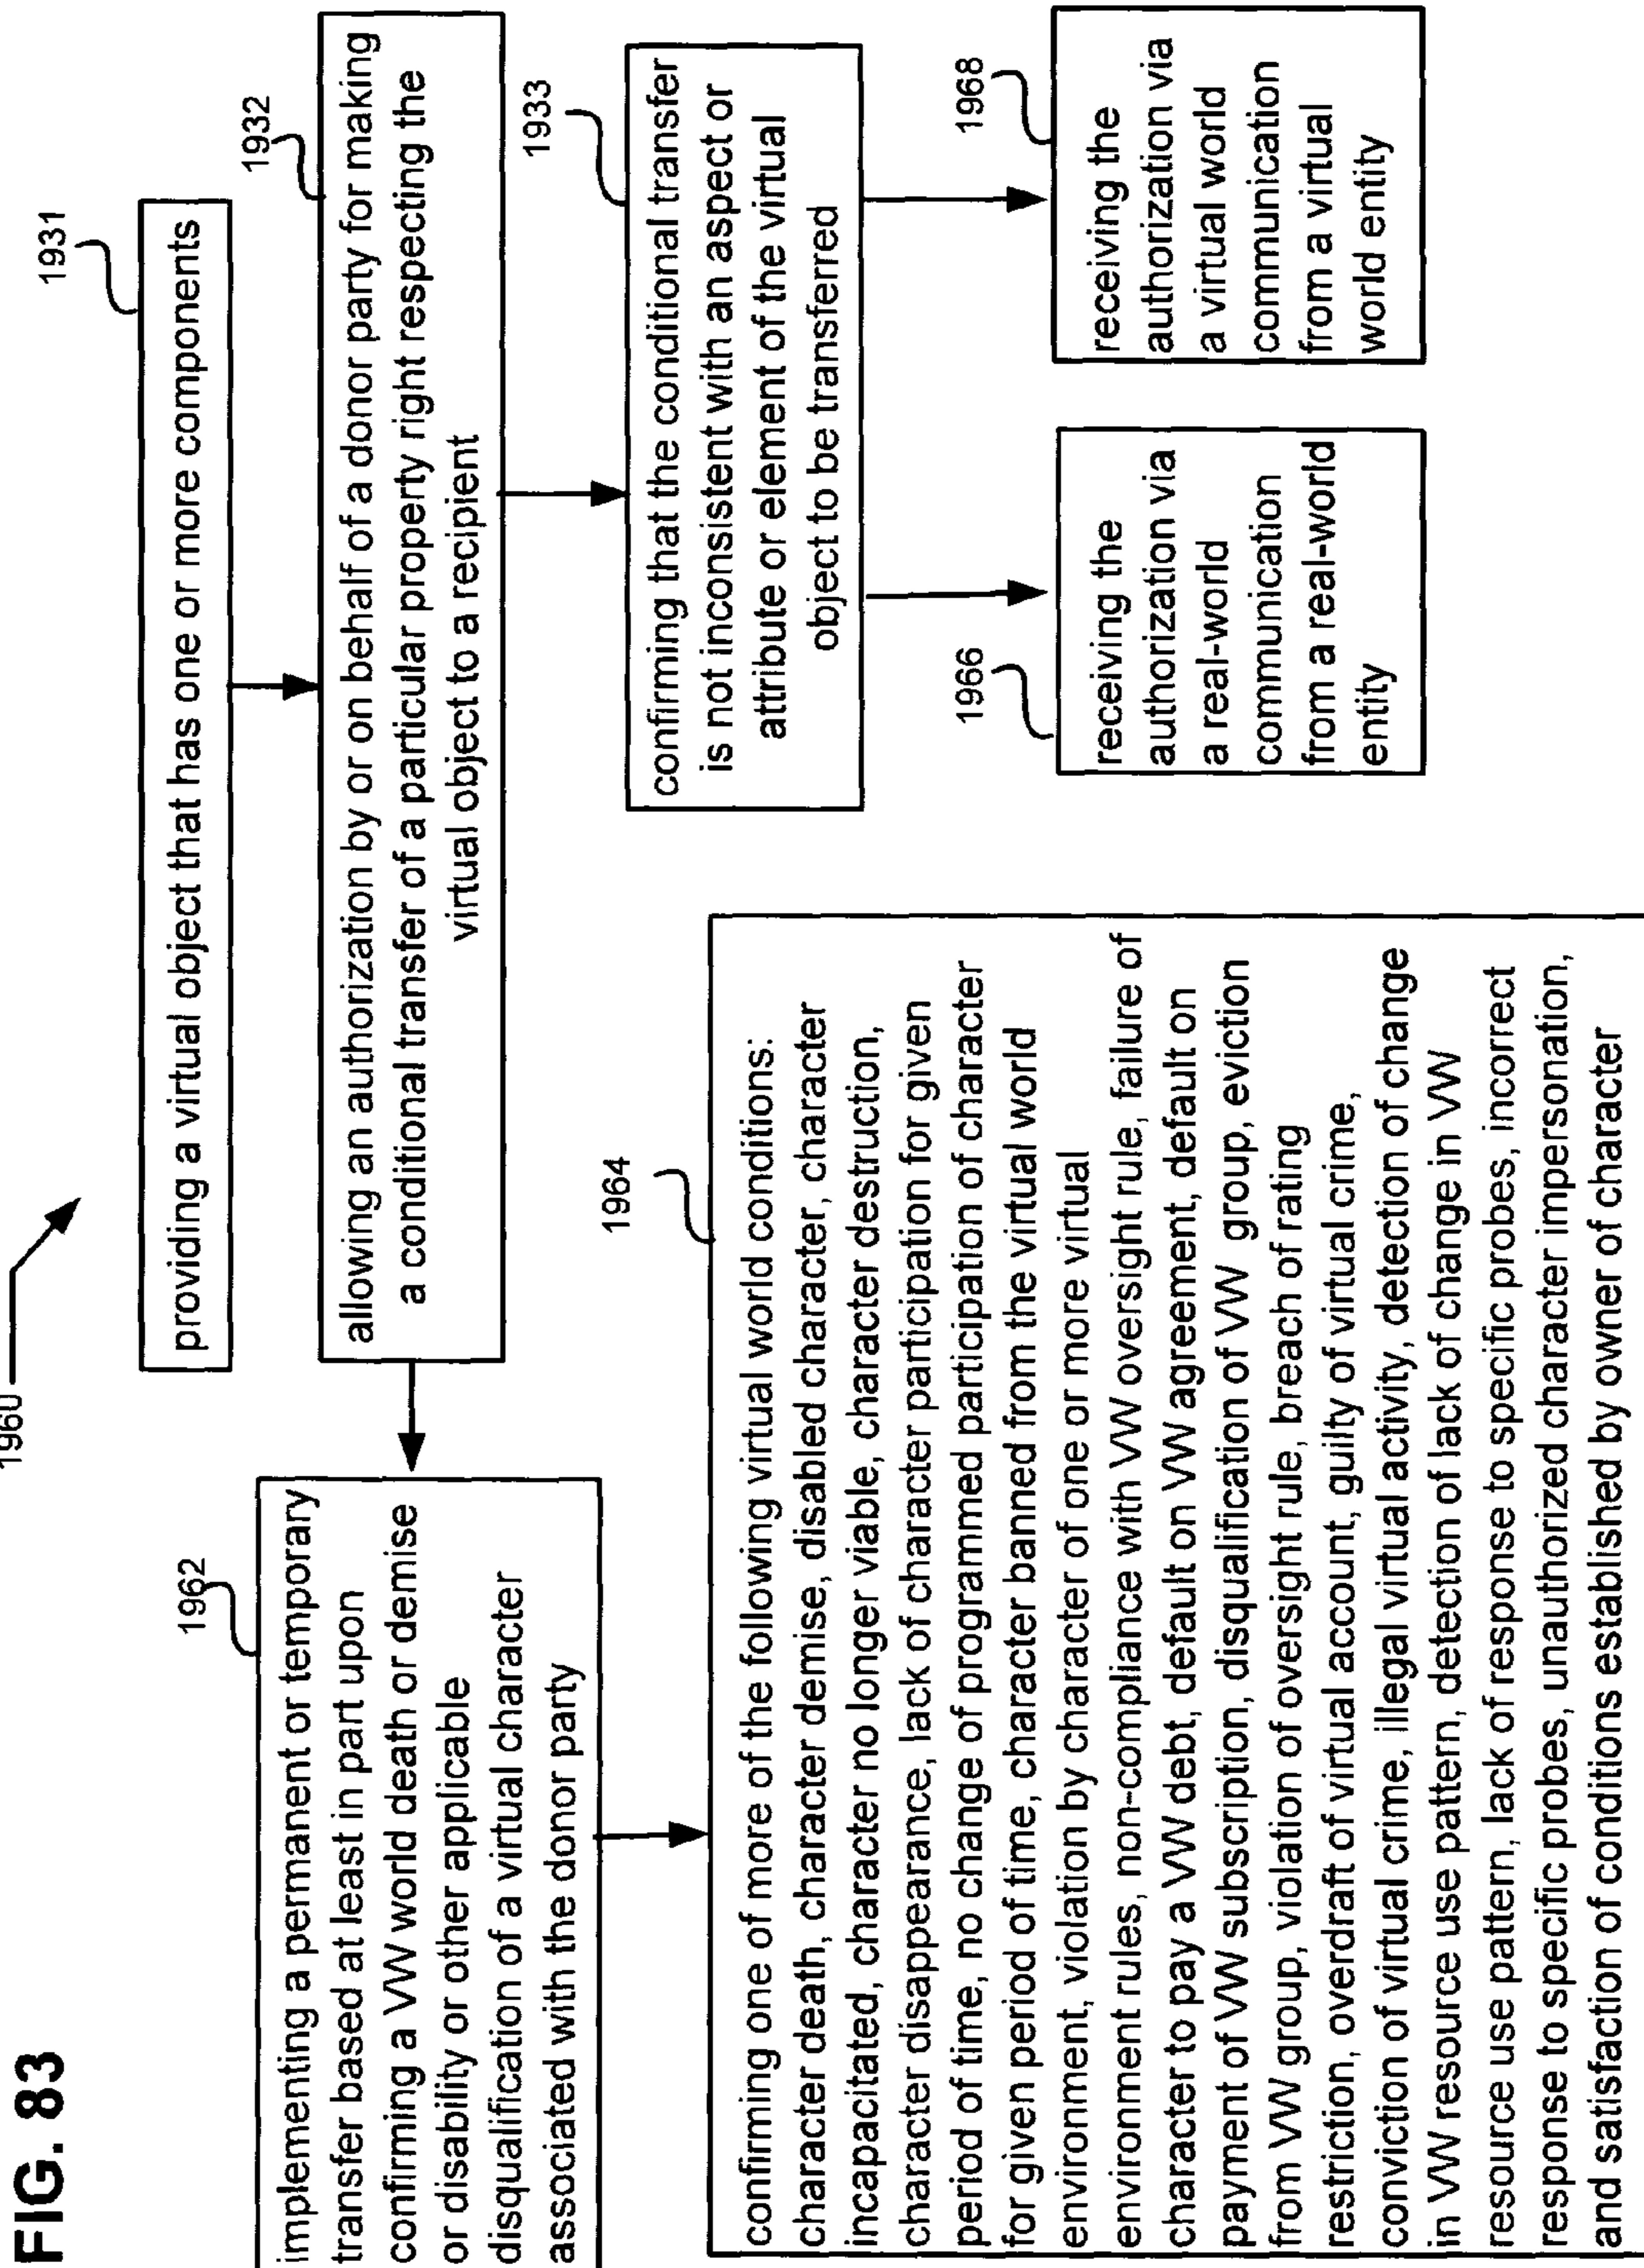 FIG. 83
1960
1931
providing a virtual object that has one or more components
1932
allowing an authorization by or on behalf of a donor party for making
a conditional transfer of a particular property right respecting the
virtual object to a recipient
1962
implementing a permanent or temporary
transfer based at least in part upon
confirming a VW world death or demise
or disability or other applicable
disqualification of a virtual character
associated with the donor party
1933
confirming that the conditional transfer
is not inconsistent with an aspect or
attribute or element of the virtual
object to be transferred
1964
confirming one of more of the following virtual world conditions:
character death, character demise, disabled character, character
incapacitated, character no longer viable, character destruction,
character disappearance, lack of character participation for given
period of time, no change of programmed participation of character
for given period of time, character banned from the virtual world
environment, violation by character of one or more virtual
environment rules, non-compliance with VW oversight rule, failure of
character to pay a VW debt, default on VW agreement, default on
payment of VW subscription, disqualification of VW group, eviction
from VW group, violation of oversight rule, breach of rating
restriction, overdraft of virtual account, guilty of virtual crime,
conviction of virtual crime, illegal virtual activity, detection of change
in VW resource use pattern, detection of lack of change in VW
resource use pattern, lack of response to specific probes, incorrect
response to specific probes, unauthorized character impersonation,
and satisfaction of conditions established by owner of character
1966
receiving the
authorization via
a real-world
communication
from a real-world
entity
1968
receiving the
authorization via
a virtual world
communication
from a virtual
world entity